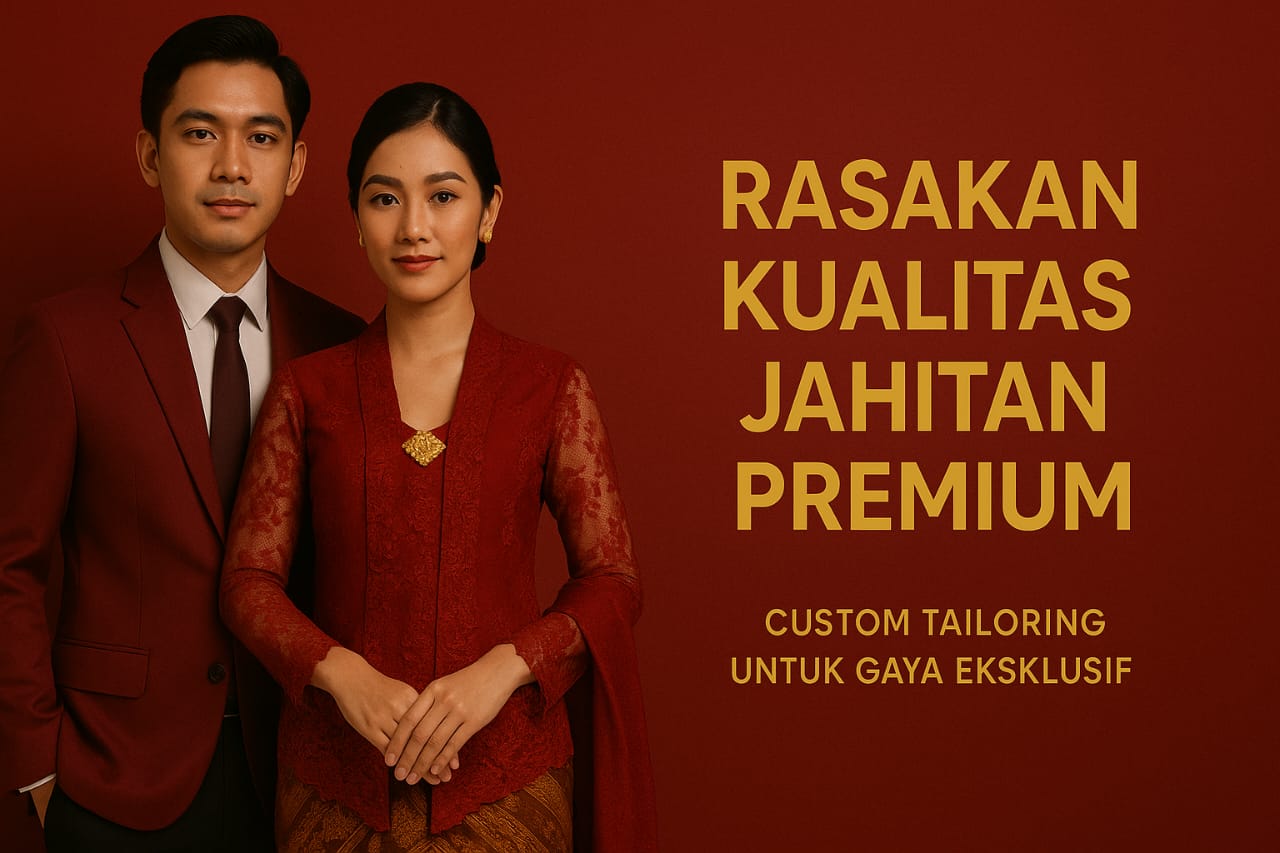 RASAKAN
KUALITAS
JAHITAN
PREMIUM
CUSTOM TAILORING
UNTUK GAYA EKSKLUSIF